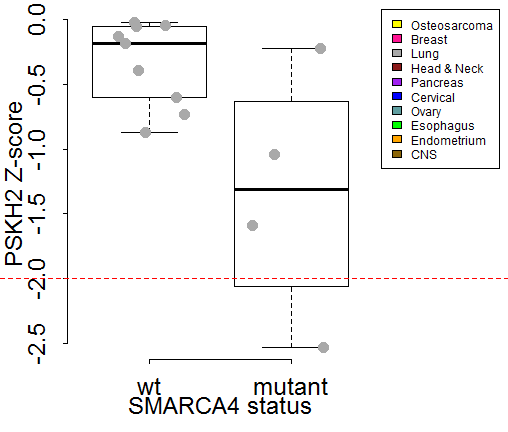 0.0
-0.5
-1.0
-1.5
-2.0
-2.5
PSKH2 Z-score
wt
mutant
SMARCA4 status
Osteosarcoma
Breast
Lung
Head & Neck
Pancreas
Cervical
Ovary
Esophagus
Endometrium
CNS